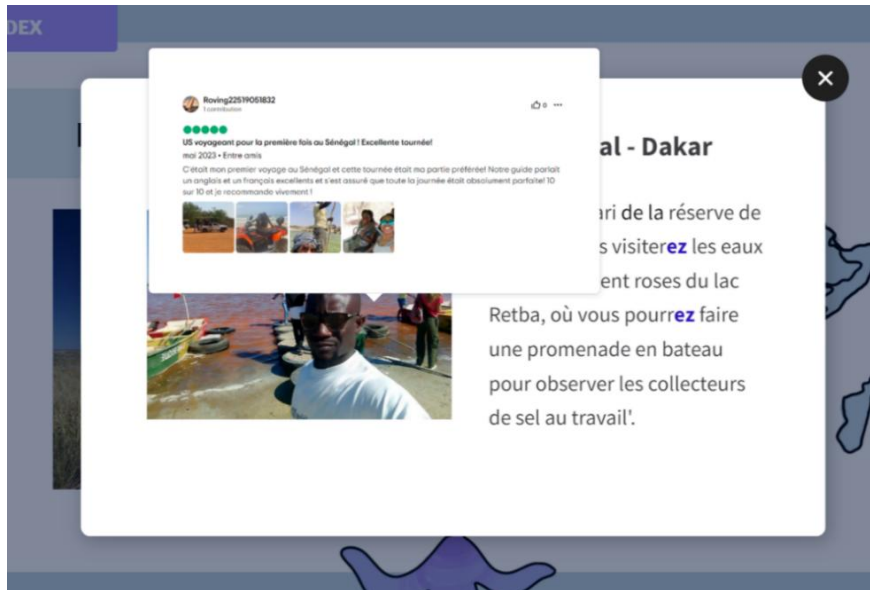 DEX
Roving22519051832
1 contribution
0
US voyageant pour la première fois au Sénégal ! Excellente tournée!
mai 2023 • Entre amis
C'était mon premier voyage au Sénégal et cette tournée était ma partie préférée! Notre guide parlait
un anglais et un français excellents et s'est assuré que toute la journée était absolument parfaite! 10
sur 10 et je recommande vivement !
al - Dakar
ari de la réserve de
s visiterez les eaux
ent roses du lac
Retba, où vous pourrez faire
une promenade en bateau
pour observer les collecteurs
de sel au travail'.